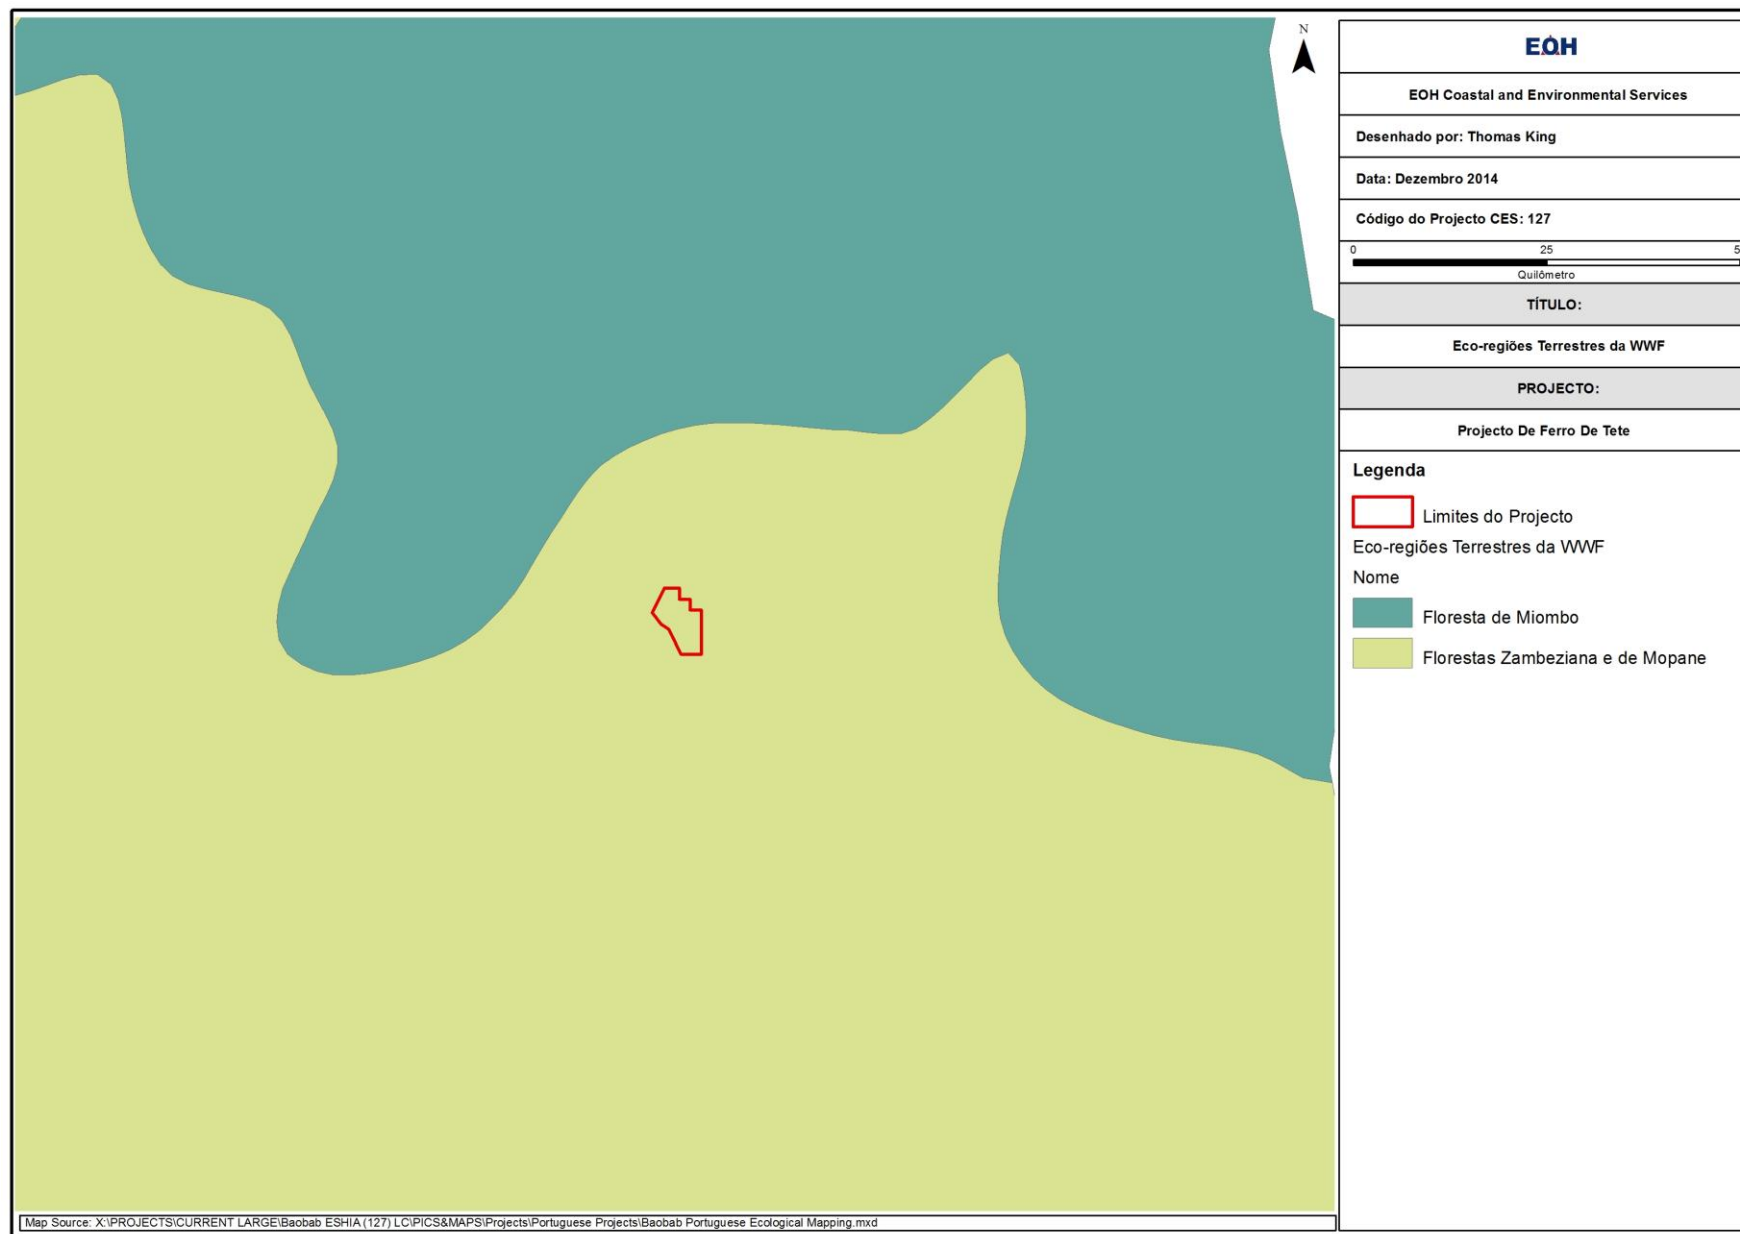 N
EOH
EOH Coastal and Environmental Services
Desenhado por: Thomas King
Data: Dezembro 2014
Código do Projecto CES: 127
0 25 5
Quilômetro
TÍTULO:
Eco-regiões Terrestres da WWF
PROJECTO:
Projecto De Ferro De Tete
Legenda
Limites do Projecto
Eco-regiões Terrestres da WWF
Nome
Floresta de Miombo
Florestas Zambeziana e de Mopane
Map Source: X:\PROJECTS\CURRENT LARGE\Baobab ESHIA (127) LC\PICS&MAPS\Projects\Portuguese Projects\Baobab Portuguese Ecological Mapping.mxd